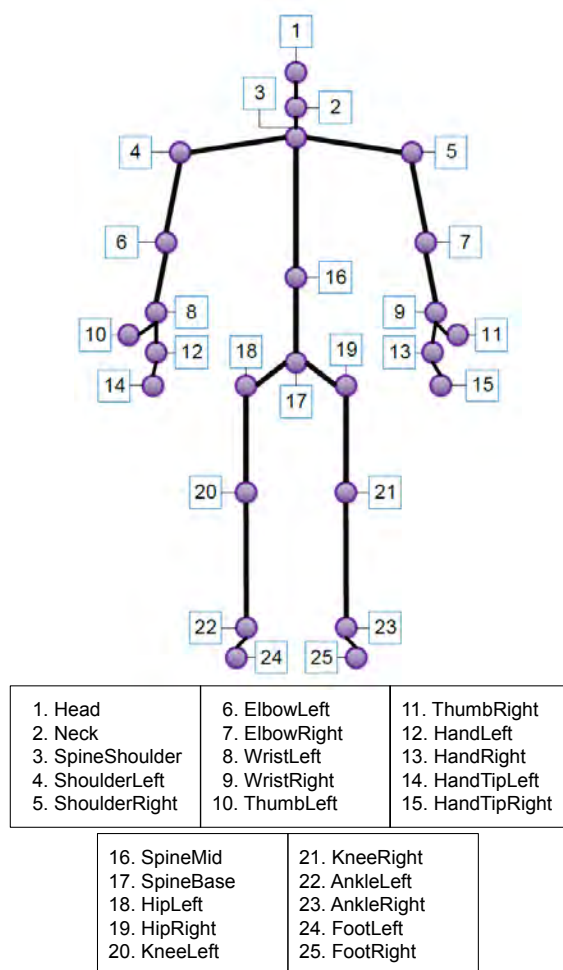 1
3
2
4
5
6
7
16
8
9
10
11
12
13
18
19
14
17
15
20
21
22
23
24
25
1. Head
2. Neck
3. SpineShoulder
4. ShoulderLeft
5. ShoulderRight
6. ElbowLeft
7. ElbowRight
8. WristLeft
9. WristRight
10. ThumbLeft
11. ThumbRight
12. HandLeft
13. HandRight
14. HandTipLeft
15. HandTipRight
16. SpineMid
17. SpineBase
18. HipLeft
19. HipRight
20. KneeLeft
21. KneeRight
22. AnkleLeft
23. AnkleRight
24. FootLeft
25. FootRight